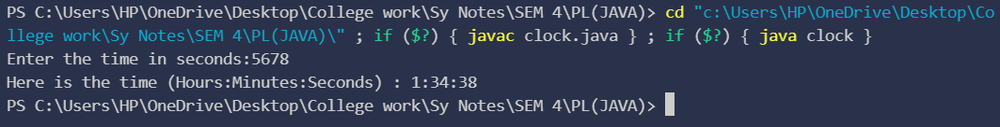 PS C:\Users\HP\OneDrive\Desktop\College work\Sy Notes\SEM 4\PL(JAVA)> cd "c:\Users\HP\OneDrive\Desktop\Co
llege work\Sy Notes\SEM 4\PL(JAVA)\" ; if ($?) { javac clock.java } ; if ($?) { java clock }
Enter the time in seconds:5678
Here is the time (Hours:Minutes:Seconds) : 1:34:38
PS C:\Users\HP\OneDrive\Desktop\College work\Sy Notes\SEM 4\PL(JAVA)>